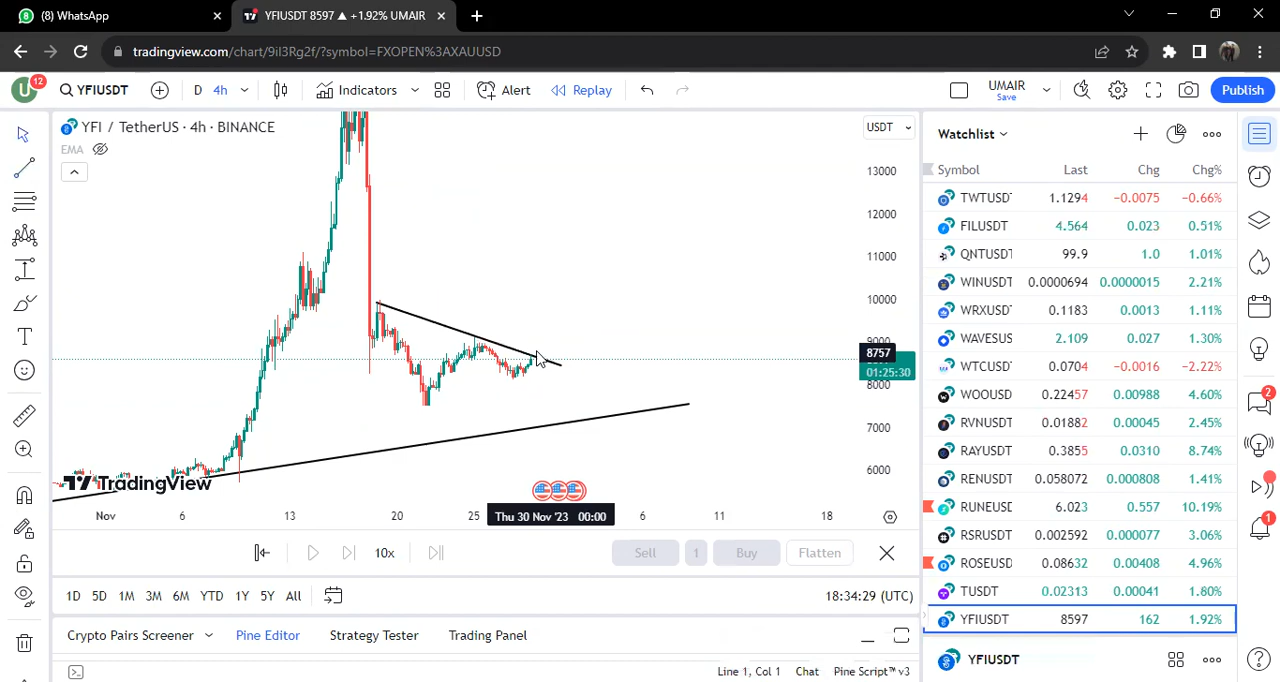 (8) WhatsApp
YFIUSDT 8597 ▲ +1.92% UMAIR
tradingview.com/chart/9iI3Rg2f/?symbol=FXOPEN%3AXAUUSD
U 12 YFIUSDT D 4h Indicators Alert Replay UMAIR Save Publish
YFI / TetherUS · 4h · BINANCE
EMA
USDT
13000
12000
11000
10000
9000
8757
01:25:30
8000
7000
6000
TradingView
Nov 6 13 20 25 Thu 30 Nov '23 00:00 6 11 18
10x Sell 1 Buy Flatten
1D 5D 1M 3M 6M YTD 1Y 5Y All 18:34:29 (UTC)
Crypto Pairs Screener Pine Editor Strategy Tester Trading Panel
Line 1, Col 1 Chat Pine Script™ v3
Watchlist
Symbol Last Chg Chg%
TWTUSDT 1.1294 −0.0075 −0.66%
FILUSDT 4.564 0.023 0.51%
QNTUSDT 99.9 1.0 1.01%
WINUSDT 0.0000694 0.0000015 2.21%
WRXUSDT 0.1183 0.0013 1.11%
WAVESUS 2.109 0.027 1.30%
WTCUSDT 0.0704 −0.0016 −2.22%
WOOUSD 0.22457 0.00988 4.60%
RVNUSDT 0.01882 0.00045 2.45%
RAYUSDT 0.3855 0.0310 8.74%
RENUSDT 0.058072 0.000808 1.41%
RUNEUSD 6.023 0.557 10.19%
RSRUSDT 0.002592 0.000077 3.06%
ROSEUSD 0.08632 0.00408 4.96%
TUSDT 0.02313 0.00041 1.80%
YFIUSDT 8597 162 1.92%
YFIUSDT
2
1